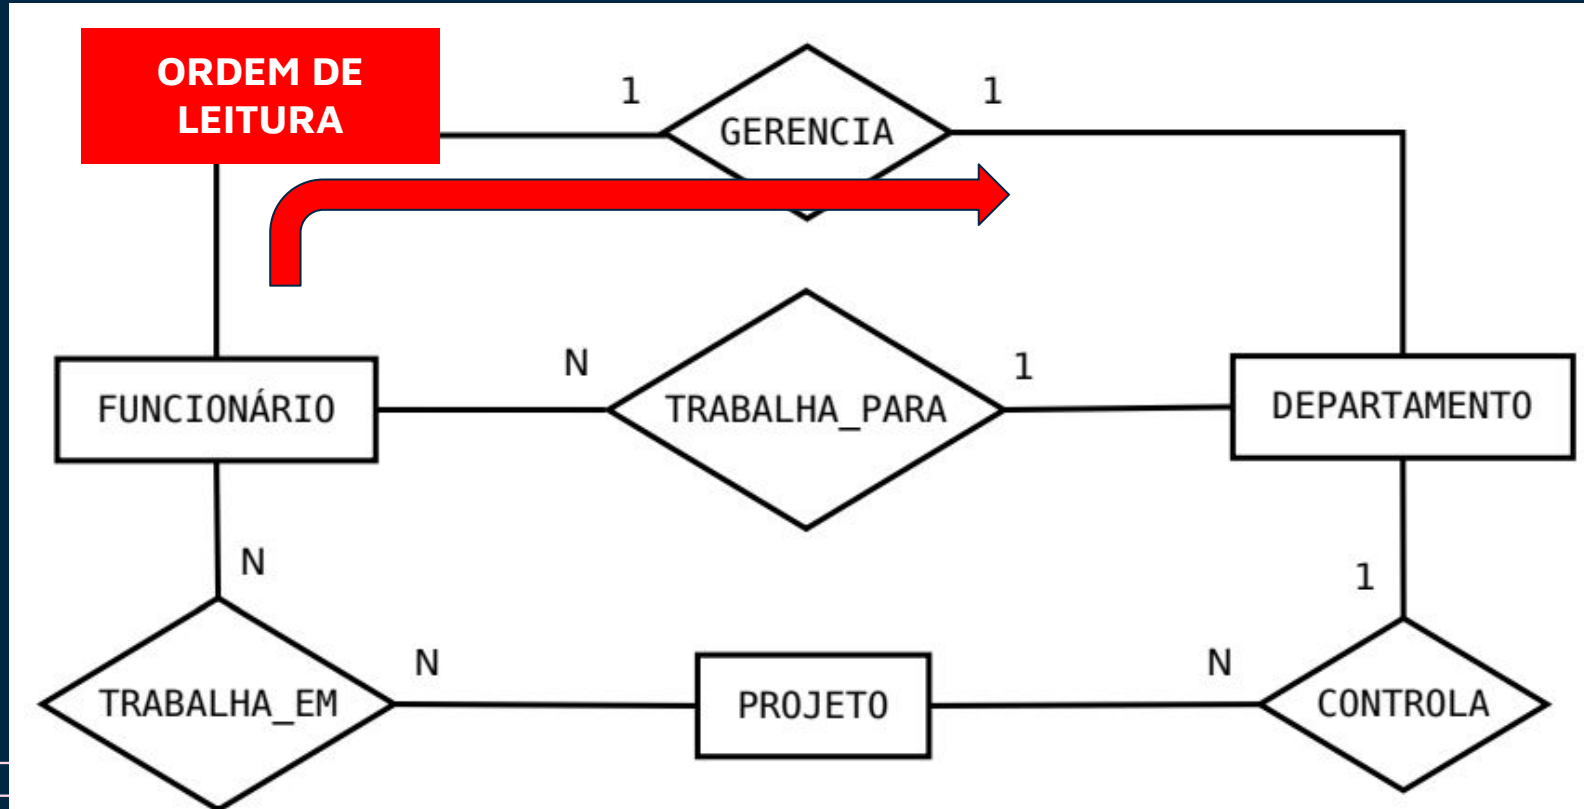 ORDEM DE
LEITURA
1
GERENCIA
1
FUNCIONÁRIO
N
TRABALHA_PARA
1
DEPARTAMENTO
N
1
TRABALHA_EM
N
PROJETO
N
CONTROLA